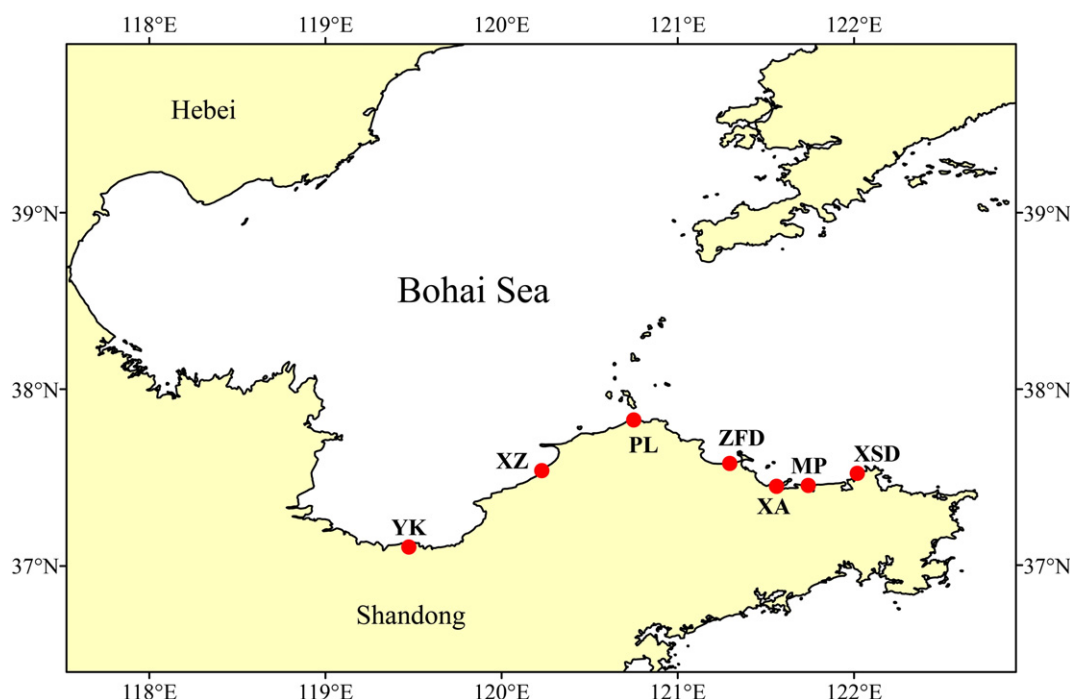 118°E 119°E 120°E 121°E 122°E
Hebei
39°N 39°N
Bohai Sea
38°N 38°N
PL
ZFD
XSD
XZ
MP
XA
YK
37°N 37°N
Shandong
118°E 119°E 120°E 121°E 122°E